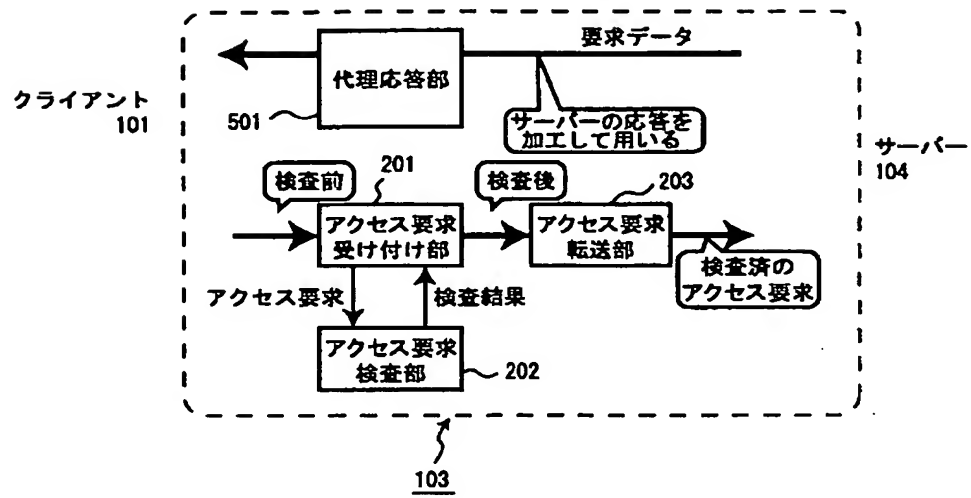 要求データ
代理応答部
501
サーバーの応答を
加工して用いる
クライアント
101
サーバー
104
検査前
201
検査後
203
アクセス要求
受け付け部
アクセス要求
転送部
検査済の
アクセス要求
アクセス要求
検査結果
アクセス要求
検査部
202
103